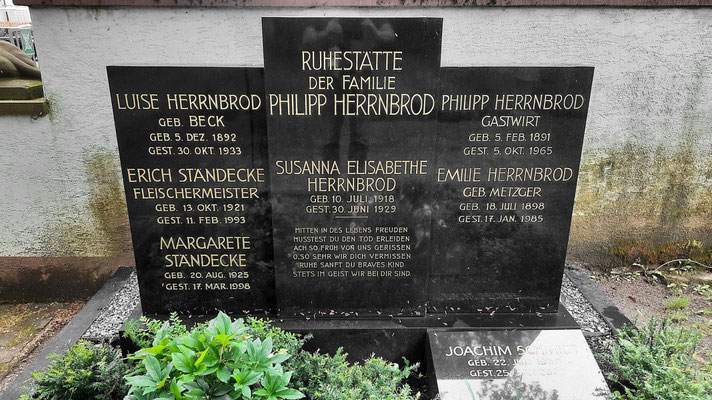 RUHESTÄTTE
DER FAMILIE
PHILIPP HERRNBROD
LUISE HERRNBROD
GEB. BECK
GEB. 5. DEZ. 1892
GEST. 30. OKT. 1933
ERICH STANDECKE
FLEISCHERMEISTER
GEB. 13. OKT. 1921
GEST. 11. FEB. 1993
MARGARETE
STANDECKE
GEB. 20. AUG. 1925
GEST. 17. MAR. 1998
SUSANNA ELISABETHE
HERRNBROD
GEB. 10. JULI 1918
GEST. 30. JUNI 1929
MITTEN IN DES LEBENS FREUDEN
MUSSTEST DU DEN TOD ERLEIDEN
ACH SO FRÜH VON UNS GERISSEN
O, SO SEHR WIR DICH VERMISSEN
RUHE SANFT DU BRAVES KIND
STETS IM GEIST WIR BEI DIR SIND.
PHILIPP HERRNBROD
GASTWIRT
GEB. 5. FEB. 1891
GEST. 5. OKT. 1965
EMILIE HERRNBROD
GEB. METZGER
GEB. 18. JULI 1898
GEST. 17. JAN. 1985
JOACHIM SCHMIDT
GEB. 22.
GEST. 25.